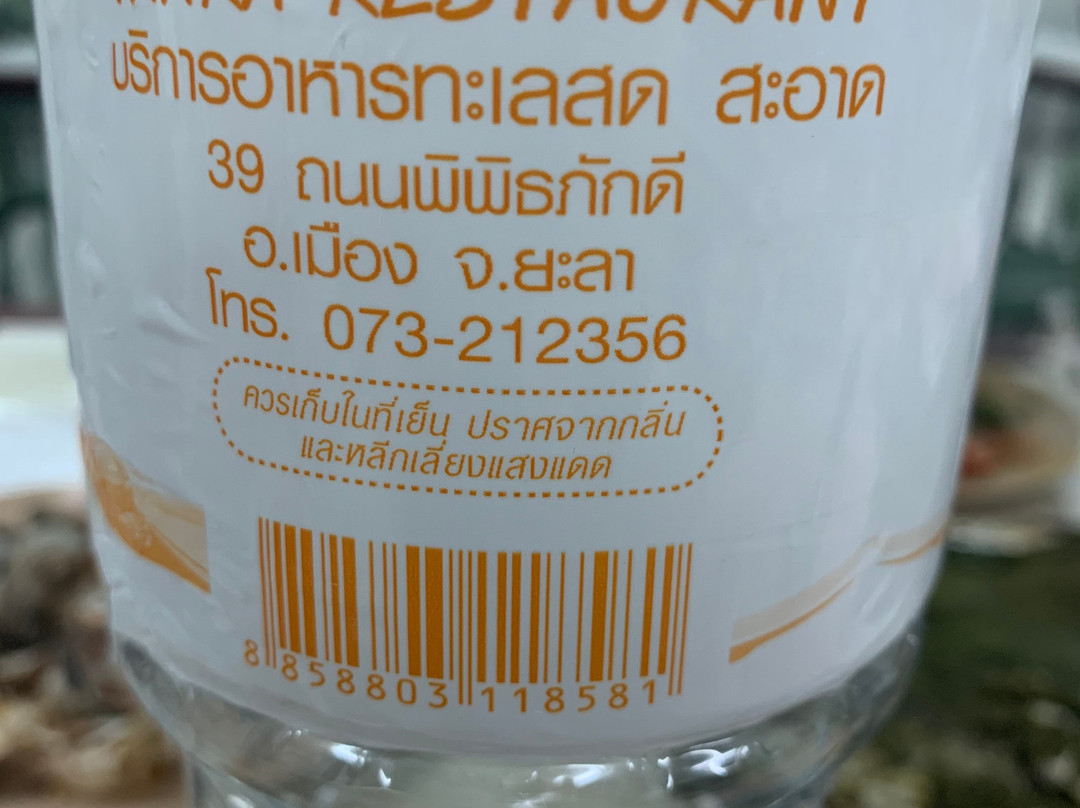 RESTAURANT
บริการอาหารทะเลสด สะอาด
39 ถนนพิพิธภักดี
อ.เมือง จ.ยะลา
โทร. 073-212356
ควรเก็บในที่เย็น ปราศจากกลิ่น
และหลีกเลี่ยงแสงแดด
8 858803 118581